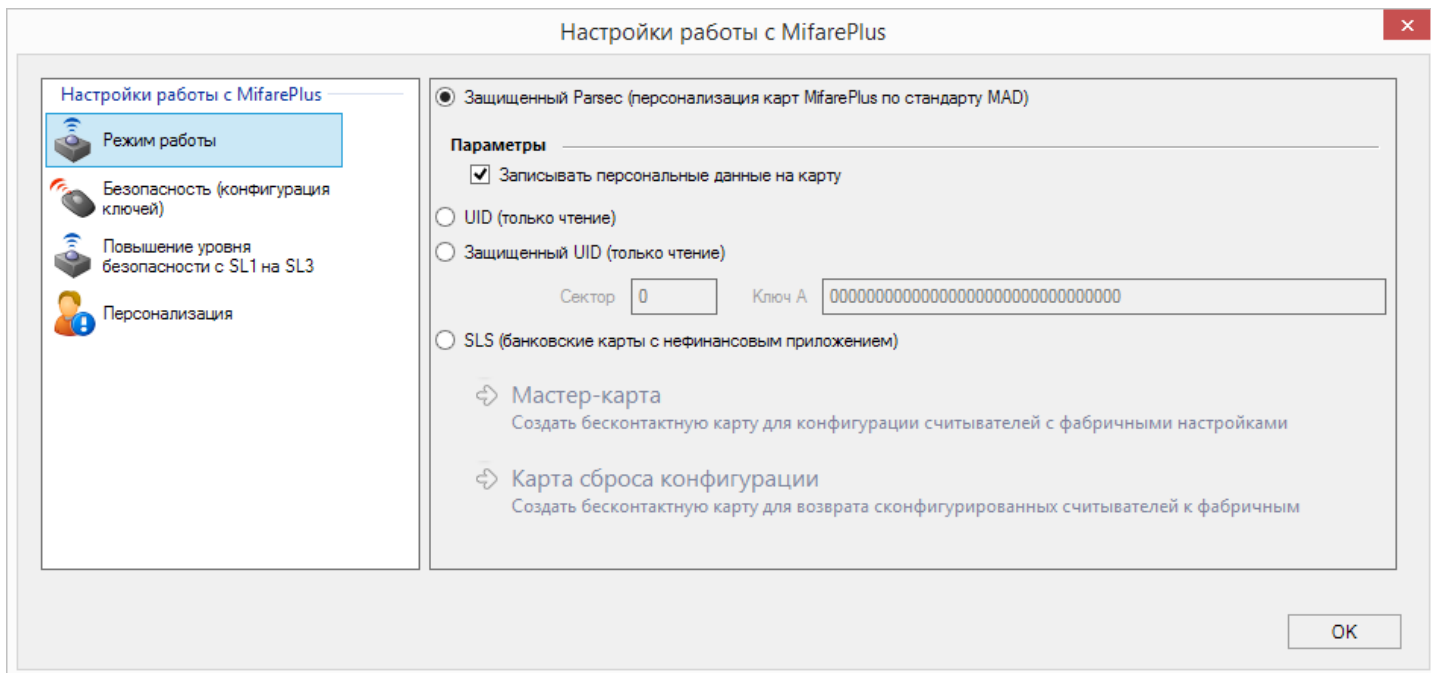 Настройки работы с MifarePlus
Настройки работы с MifarePlus
Режим работы
Безопасность (конфигурация
ключей)
Повышение уровня
безопасности с SL1 на SL3
Персонализация
Защищенный Parsec (персонализация карт MifarePlus по стандарту MAD)
Параметры
Записывать персональные данные на карту
UID (только чтение)
Защищенный UID (только чтение)
Сектор 0 Ключ A 00000000000000000000000000000000
SLS (банковские карты с нефинансовым приложением)
Мастер-карта
Создать бесконтактную карту для конфигурации считывателей с фабричными настройками
Карта сброса конфигурации
Создать бесконтактную карту для возврата сконфигурированных считывателей к фабричным
OK